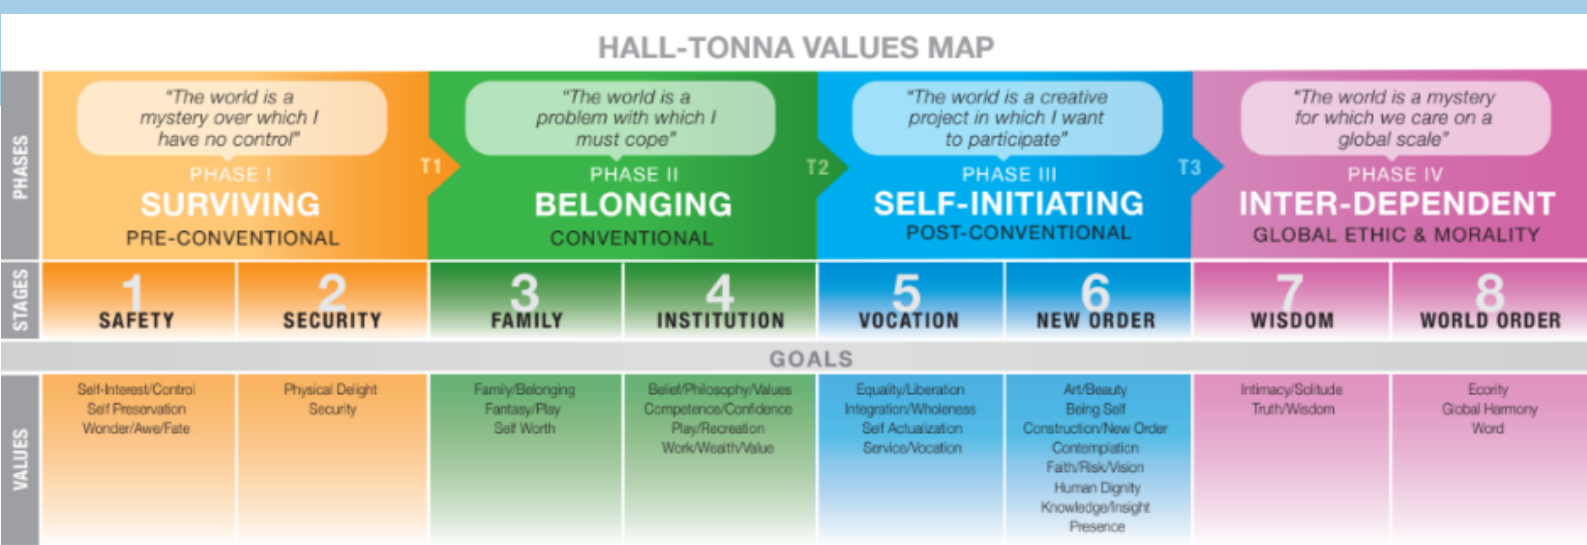 HALL-TONNA VALUES MAP
PHASES
"The world is a
mystery over which I
have no control"
PHASE I
SURVIVING
PRE-CONVENTIONAL
T1
"The world is a
problem with which I
must cope"
PHASE II
BELONGING
CONVENTIONAL
T2
"The world is a creative
project in which I want
to participate"
PHASE III
SELF-INITIATING
POST-CONVENTIONAL
T3
"The world is a mystery
for which we care on a
global scale"
PHASE IV
INTER-DEPENDENT
GLOBAL ETHIC & MORALITY
STAGES
1
SAFETY
2
SECURITY
3
FAMILY
4
INSTITUTION
5
VOCATION
6
NEW ORDER
7
WISDOM
8
WORLD ORDER
GOALS
VALUES
Self-Interest/Control
Self Preservation
Wonder/Awe/Fate
Physical Delight
Security
Family/Belonging
Fantasy/Play
Self Worth
Belief/Philosophy/Values
Competence/Confidence
Play/Recreation
Work/Wealth/Value
Equality/Liberation
Integration/Wholeness
Self Actualization
Service/Vocation
Art/Beauty
Being Self
Construction/New Order
Contemplation
Faith/Risk/Vision
Human Dignity
Knowledge/Insight
Presence
Intimacy/Solitude
Truth/Wisdom
Ecority
Global Harmony
Word